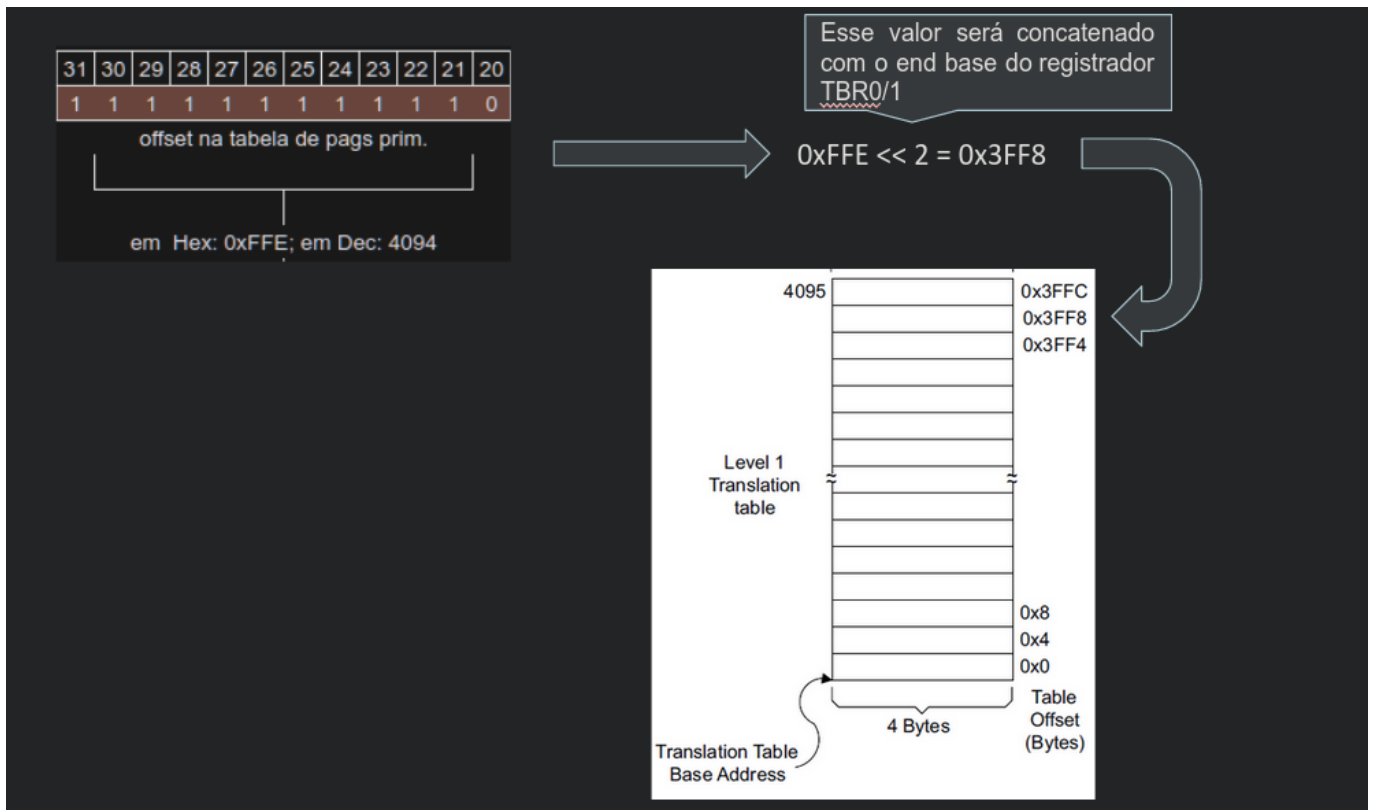 31 30 29 28 27 26 25 24 23 22 21 20
1 1 1 1 1 1 1 1 1 1 1 0
offset na tabela de pags prim.
em Hex: 0xFFE; em Dec: 4094
Esse valor será concatenado
com o end base do registrador
TBR0/1
0xFFE << 2 = 0x3FF8
4095
0x3FFC
0x3FF8
0x3FF4
Level 1
Translation
table
0x8
0x4
0x0
Table
Offset
(Bytes)
4 Bytes
Translation Table
Base Address